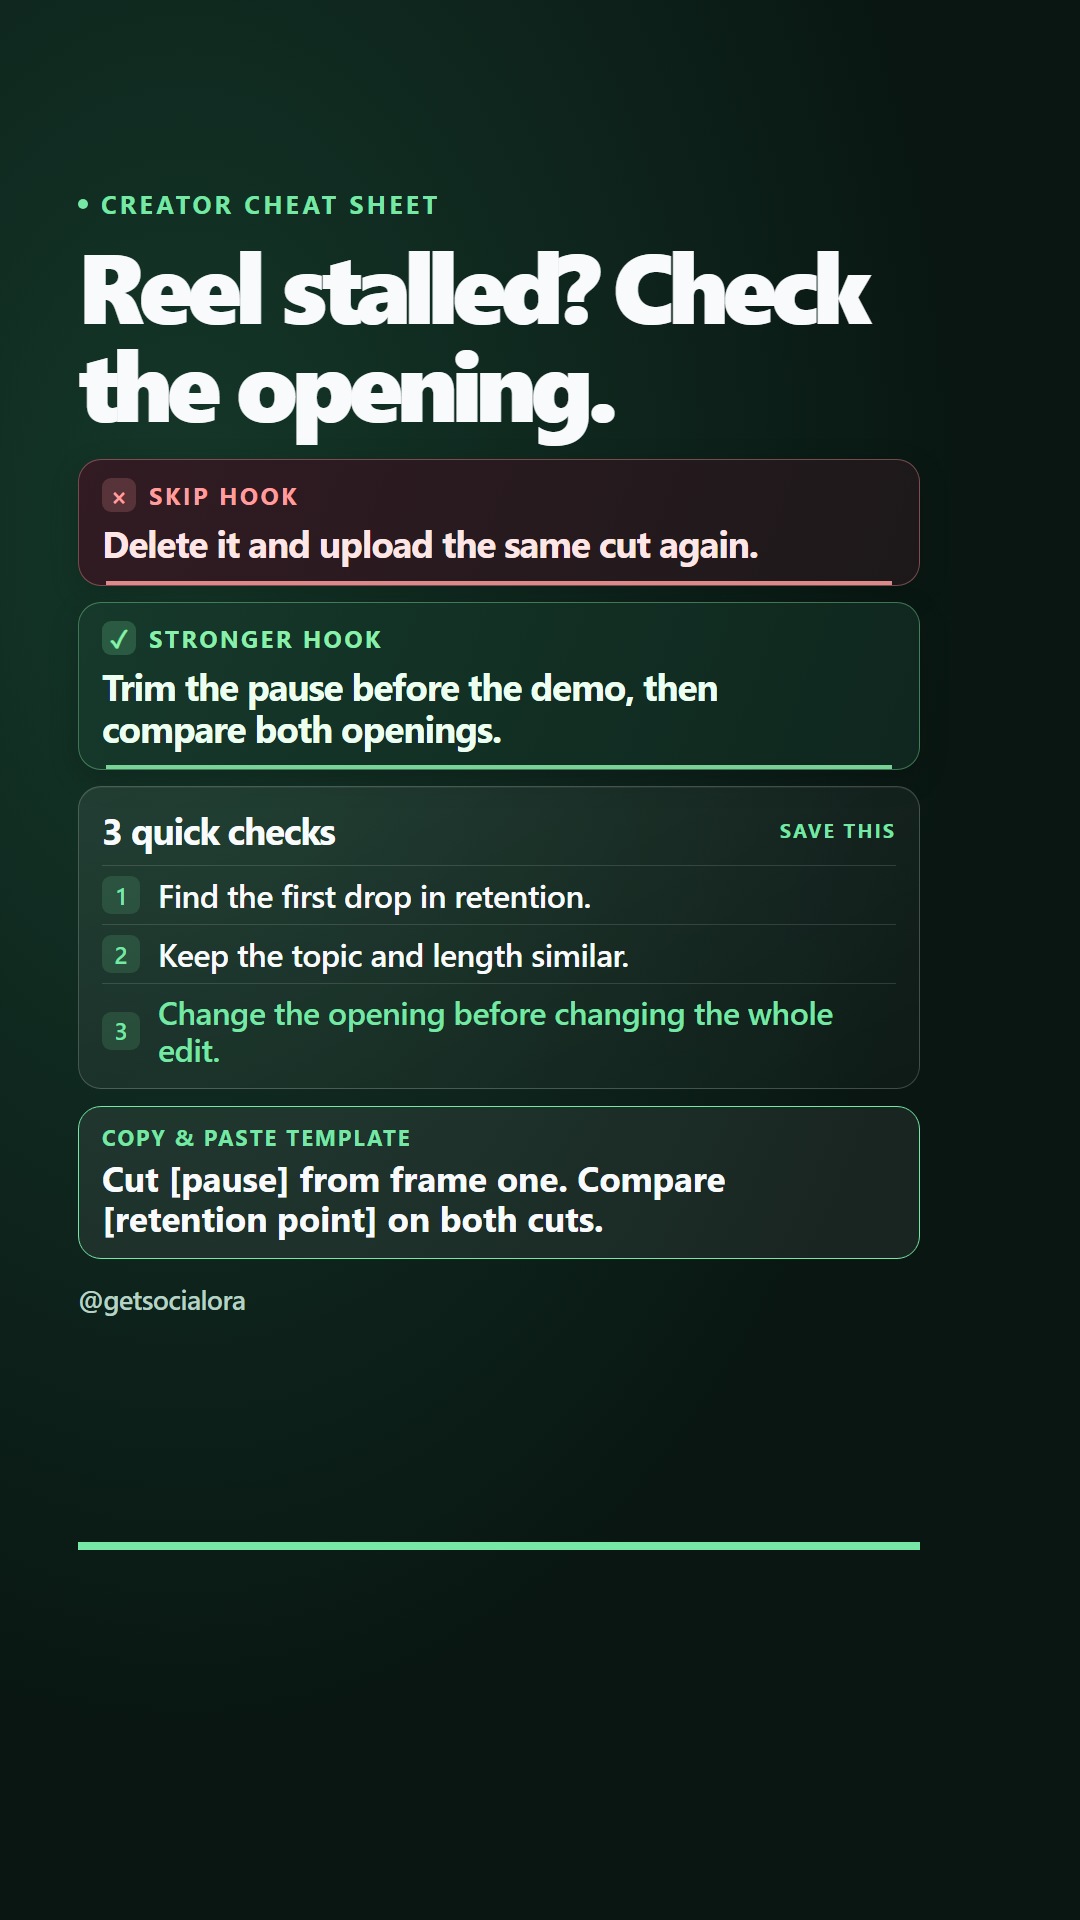 • CREATOR CHEAT SHEET
Reel stalled? Check
the opening.
× SKIP HOOK
Delete it and upload the same cut again.
✓ STRONGER HOOK
Trim the pause before the demo, then
compare both openings.
3 quick checks
SAVE THIS
1 Find the first drop in retention.
2 Keep the topic and length similar.
3 Change the opening before changing the whole
edit.
COPY & PASTE TEMPLATE
Cut [pause] from frame one. Compare
[retention point] on both cuts.
@getsocialora